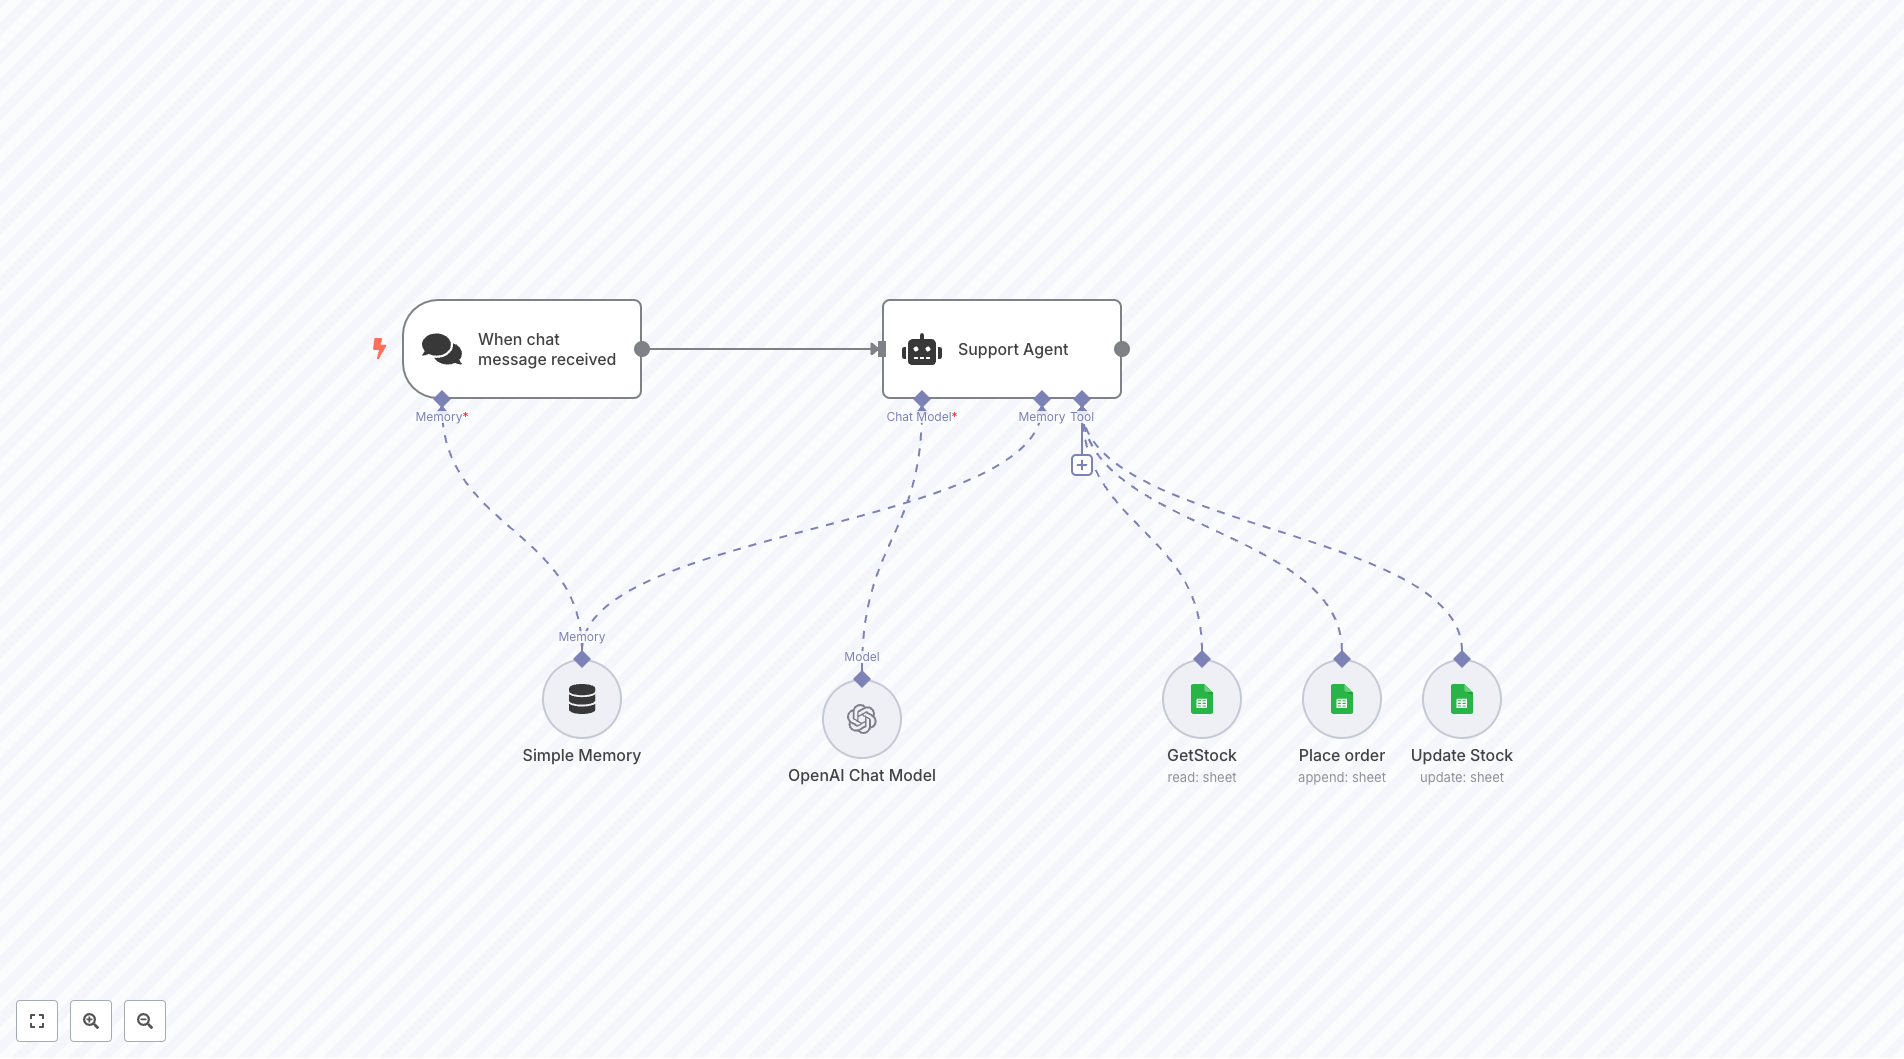 When chat
message received
Support Agent
Memory*
Chat Model*
Memory
Tool
Memory
Model
Simple Memory
OpenAI Chat Model
GetStock
read: sheet
Place order
append: sheet
Update Stock
update: sheet